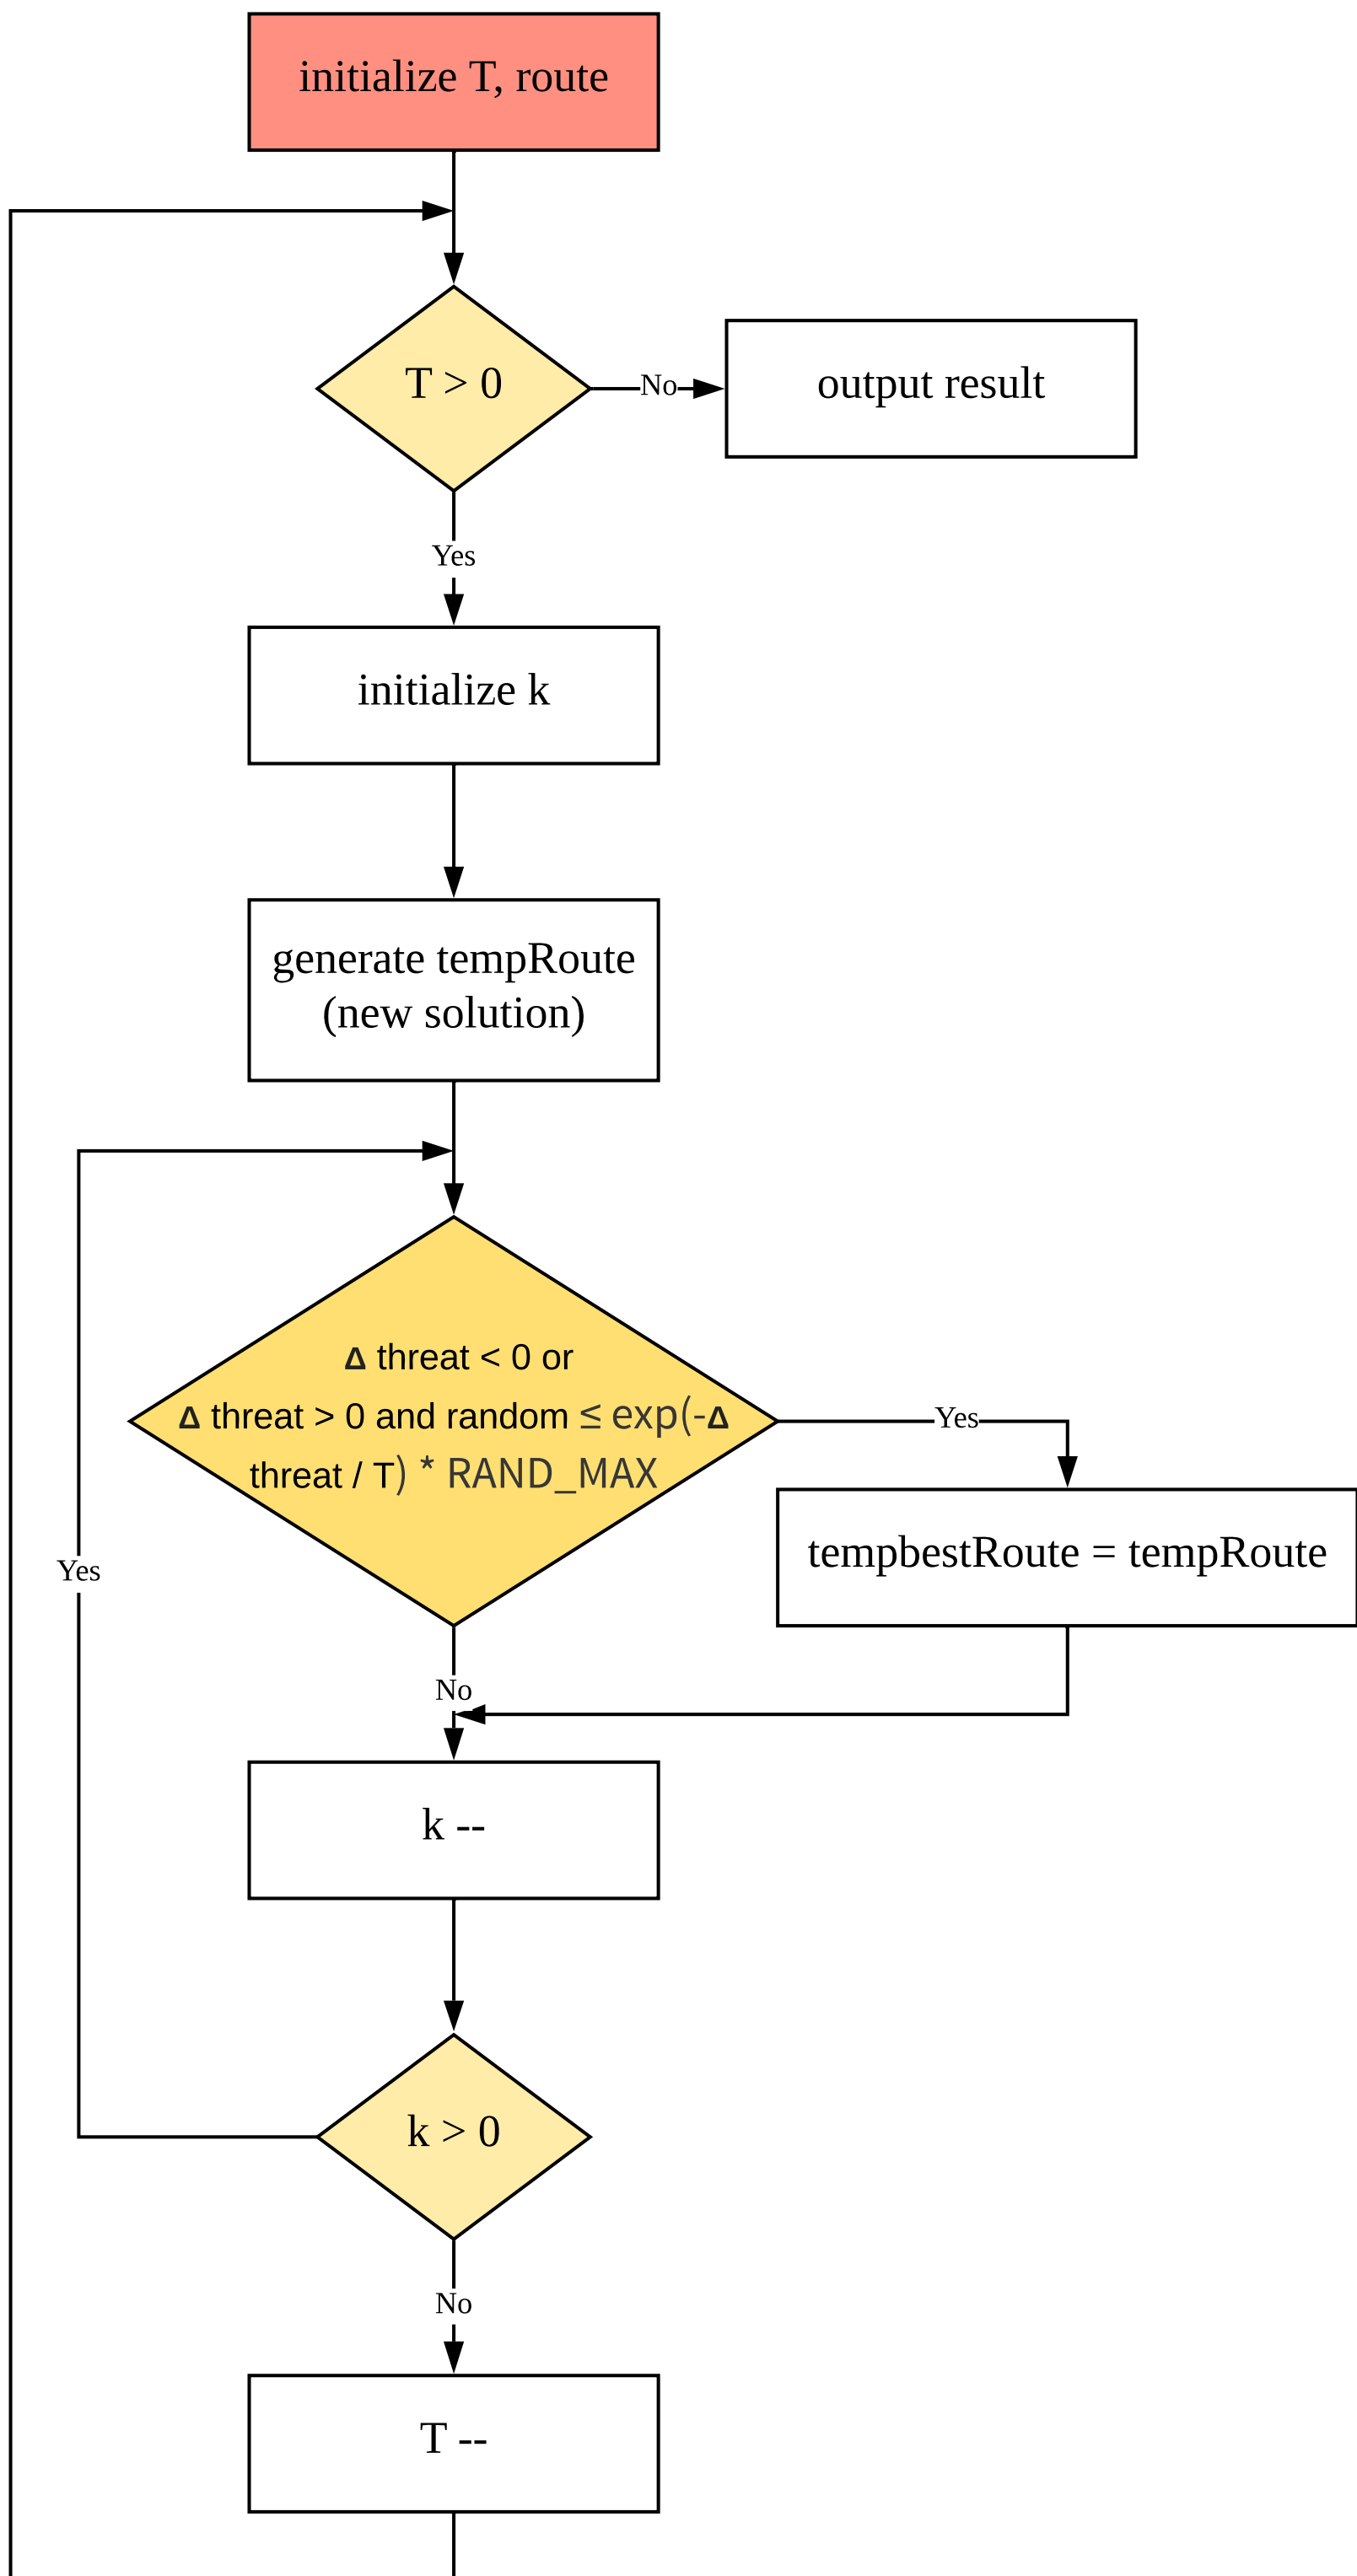 initialize T, route
T > 0
No
output result
Yes
initialize k
generate tempRoute
(new solution)
Δ threat < 0 or
Δ threat > 0 and random ≤ exp(-Δ
threat / T) * RAND_MAX
Yes
tempbestRoute = tempRoute
Yes
No
k --
k > 0
No
T --